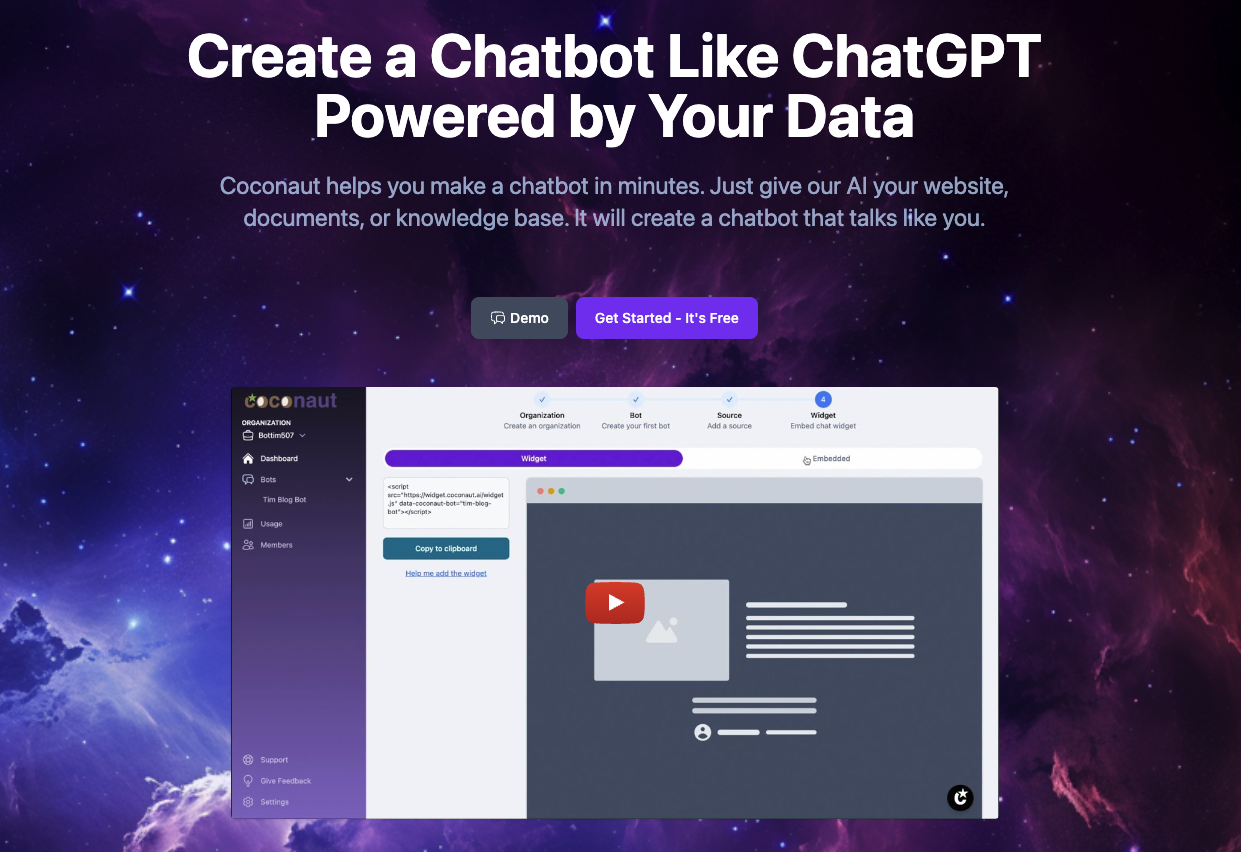 Create a Chatbot Like ChatGPT
Powered by Your Data
Coconaut helps you make a chatbot in minutes. Just give our AI your website,
documents, or knowledge base. It will create a chatbot that talks like you.
Demo
Get Started - It's Free
coconaut
ORGANIZATION
Bottim507
Dashboard
Bots
Tim Blog Bot
Usage
Members
Support
Give Feedback
Settings
Organization
Create an organization
Bot
Create your first bot
Source
Add a source
4
Widget
Embed chat widget
Widget
Embedded
<script
src="https://widget.coconaut.ai/widget
.js" data-coconaut-bot="tim-blog-
bot"></script>
Copy to clipboard
Help me add the widget